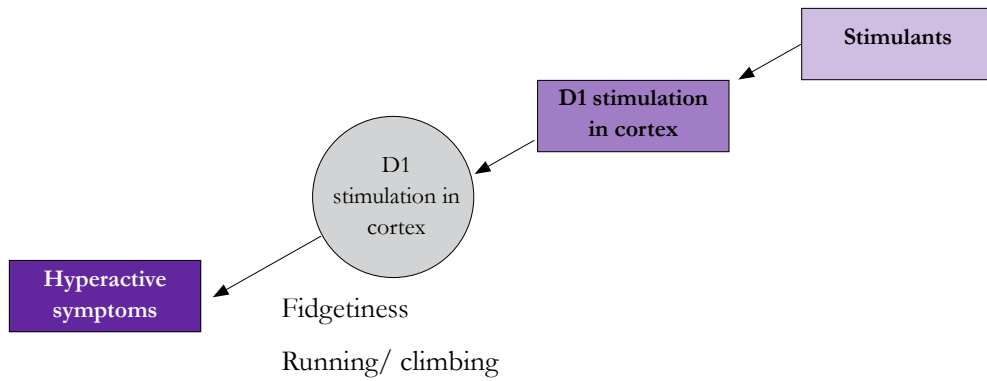 Stimulants
D1 stimulation
in cortex
D1
stimulation in
cortex
Hyperactive
symptoms
Fidgetiness
Running/ climbing